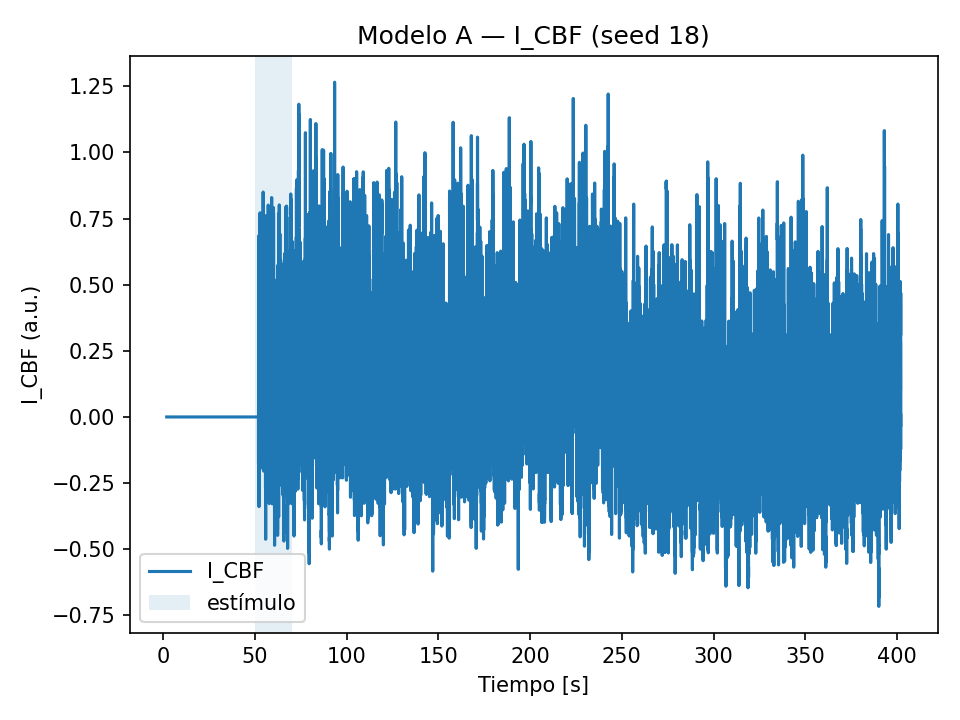 Modelo A — I_CBF (seed 18)
I_CBF (a.u.)
1.25
1.00
0.75
0.50
0.25
0.00
−0.25
−0.50
−0.75
I_CBF
estímulo
0 50 100 150 200 250 300 350 400
Tiempo [s]